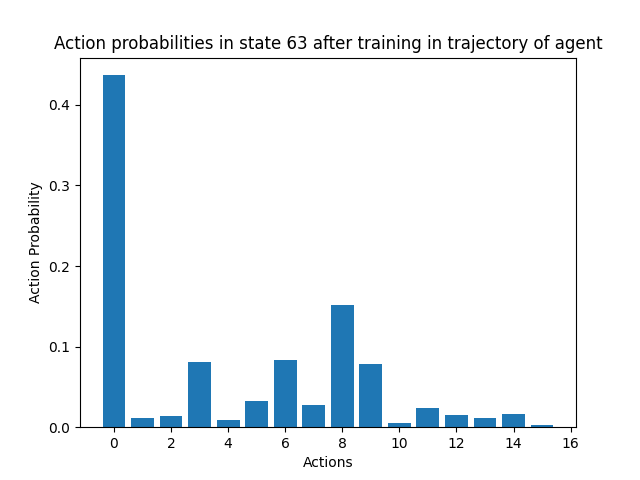 Action probabilities in state 63 after training in trajectory of agent
Action Probability
0.4
0.3
0.2
0.1
0.0
0 2 4 6 8 10 12 14 16
Actions